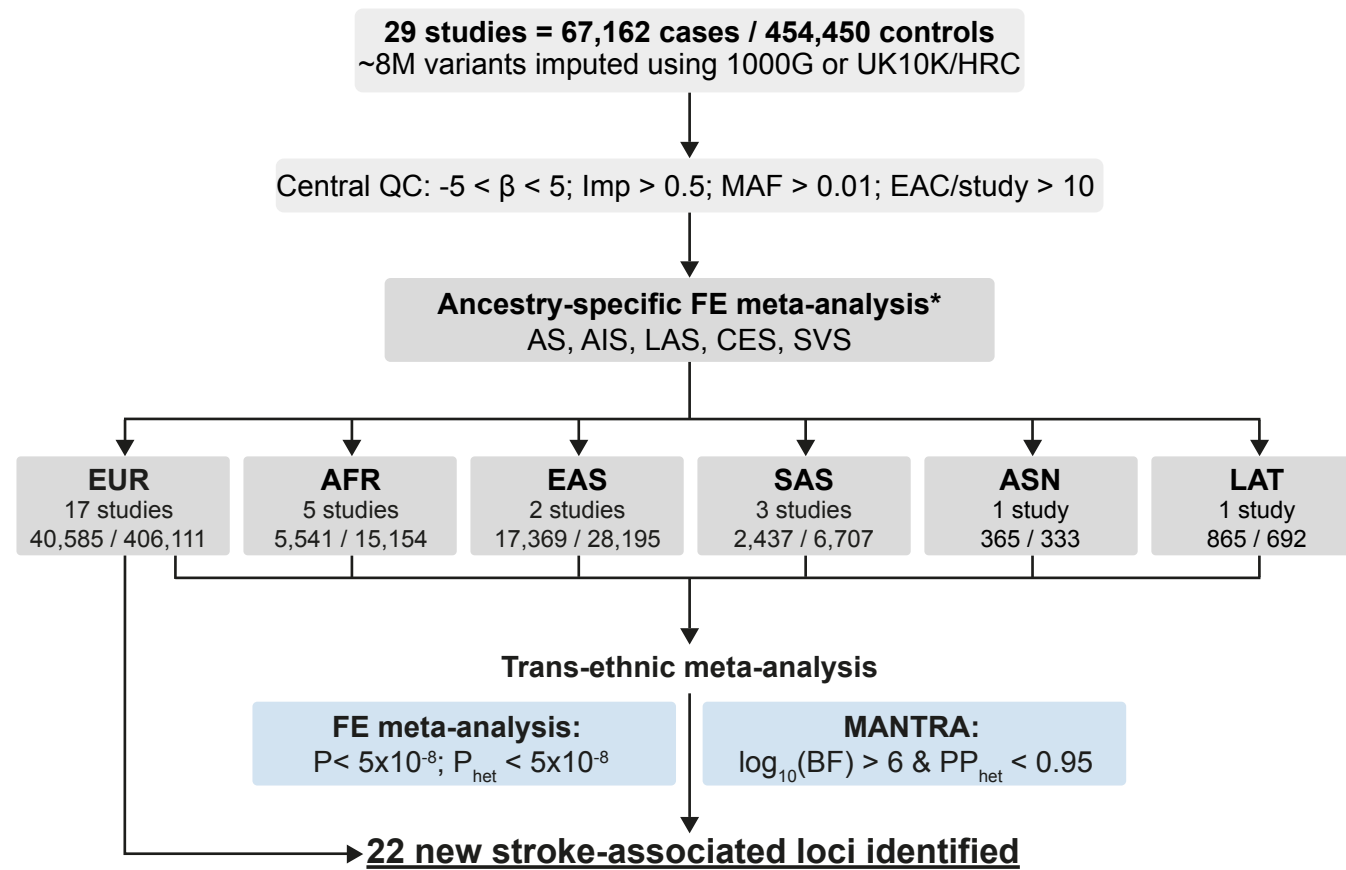 29 studies = 67,162 cases / 454,450 controls
~8M variants imputed using 1000G or UK10K/HRC
Central QC: -5 < β < 5; Imp > 0.5; MAF > 0.01; EAC/study > 10
Ancestry-specific FE meta-analysis*
AS, AIS, LAS, CES, SVS
EUR
17 studies
40,585 / 406,111
AFR
5 studies
5,541 / 15,154
EAS
2 studies
17,369 / 28,195
SAS
3 studies
2,437 / 6,707
ASN
1 study
365 / 333
LAT
1 study
865 / 692
Trans-ethnic meta-analysis
FE meta-analysis:
P< 5x10⁻⁸; Phet < 5x10⁻⁸
MANTRA:
log₁₀(BF) > 6 & PPhet < 0.95
22 new stroke-associated loci identified